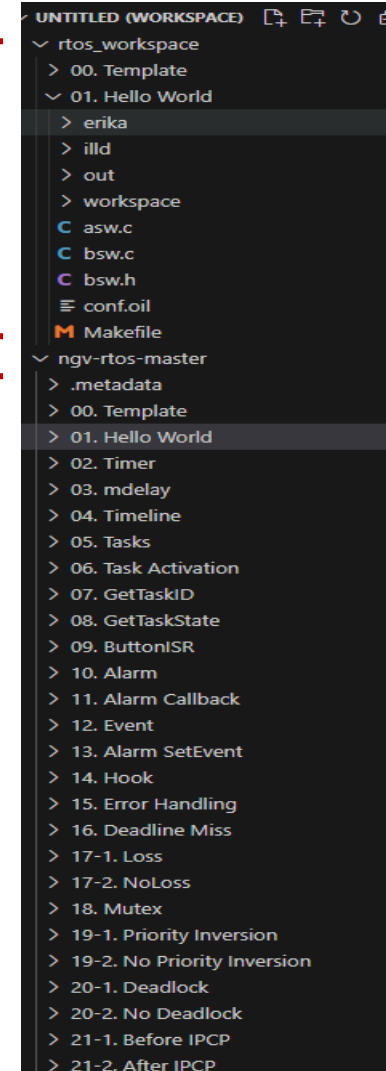 UNTITLED (WORKSPACE)
rtos_workspace
00. Template
01. Hello World
erika
illd
out
workspace
C asw.c
C bsw.c
C bsw.h
conf.oil
M Makefile
ngv-rtos-master
.metadata
00. Template
01. Hello World
02. Timer
03. mdelay
04. Timeline
05. Tasks
06. Task Activation
07. GetTaskID
08. GetTaskState
09. ButtonISR
10. Alarm
11. Alarm Callback
12. Event
13. Alarm SetEvent
14. Hook
15. Error Handling
16. Deadline Miss
17-1. Loss
17-2. NoLoss
18. Mutex
19-1. Priority Inversion
19-2. No Priority Inversion
20-1. Deadlock
20-2. No Deadlock
21-1. Before IPCP
21-2. After IPCP